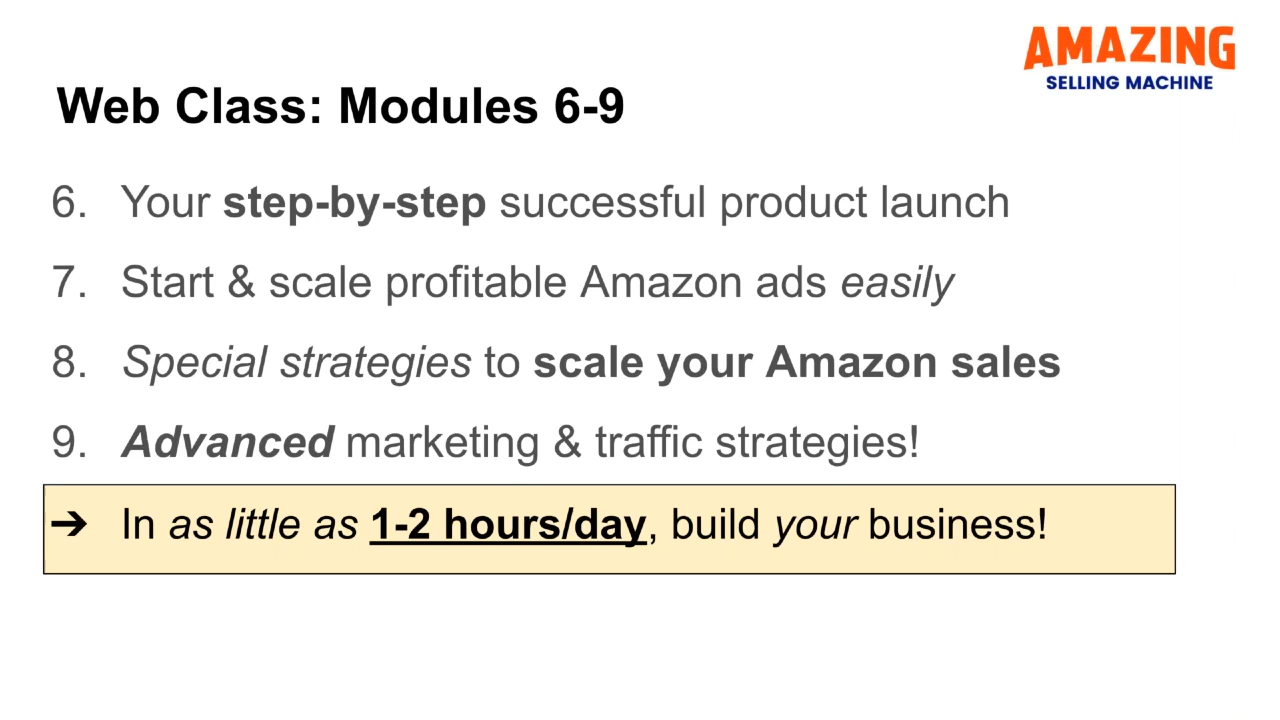 AMAZING
SELLING MACHINE
Web Class: Modules 6-9
6. Your step-by-step successful product launch
7. Start & scale profitable Amazon ads easily
8. Special strategies to scale your Amazon sales
9. Advanced marketing & traffic strategies!
➔ In as little as 1-2 hours/day, build your business!